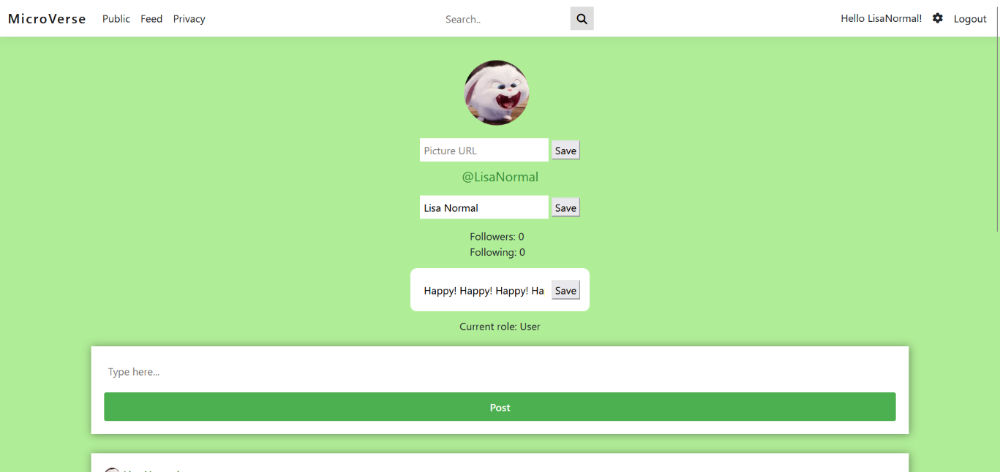 MicroVerse Public Feed Privacy Search.. Hello LisaNormal! Logout
Picture URL Save
@LisaNormal
Lisa Normal Save
Followers: 0
Following: 0
Happy! Happy! Happy! Ha Save
Current role: User
Type here...
Post